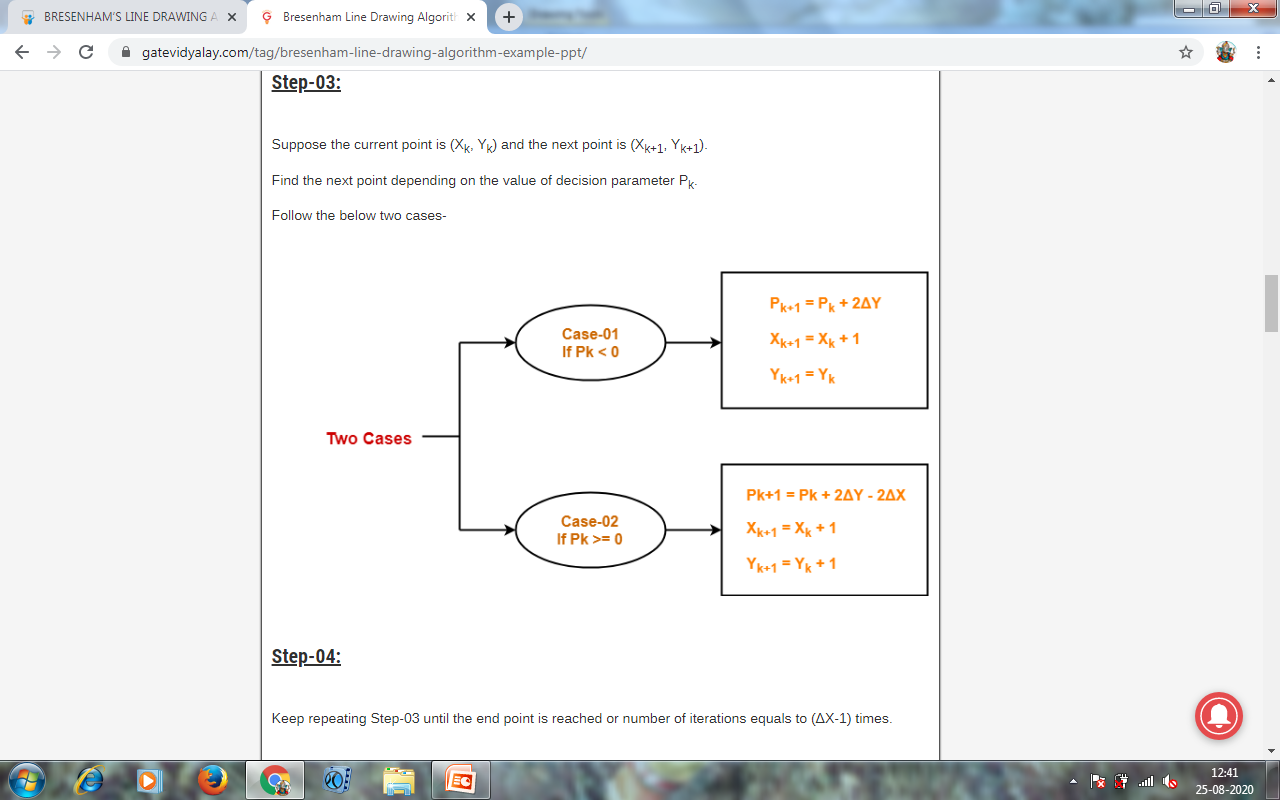 BRESENHAM'S LINE DRAWING A
Bresenham Line Drawing Algorit
gatevidyalay.com/tag/bresenham-line-drawing-algorithm-example-ppt/
Step-03:
Suppose the current point is (Xk, Yk) and the next point is (Xk+1, Yk+1).
Find the next point depending on the value of decision parameter Pk.
Follow the below two cases-
Two Cases
Case-01
If Pk < 0
Pk+1 = Pk + 2ΔY
Xk+1 = Xk + 1
Yk+1 = Yk
Case-02
If Pk >= 0
Pk+1 = Pk + 2ΔY - 2ΔX
Xk+1 = Xk + 1
Yk+1 = Yk + 1
Step-04:
Keep repeating Step-03 until the end point is reached or number of iterations equals to (ΔX-1) times.
12:41
25-08-2020